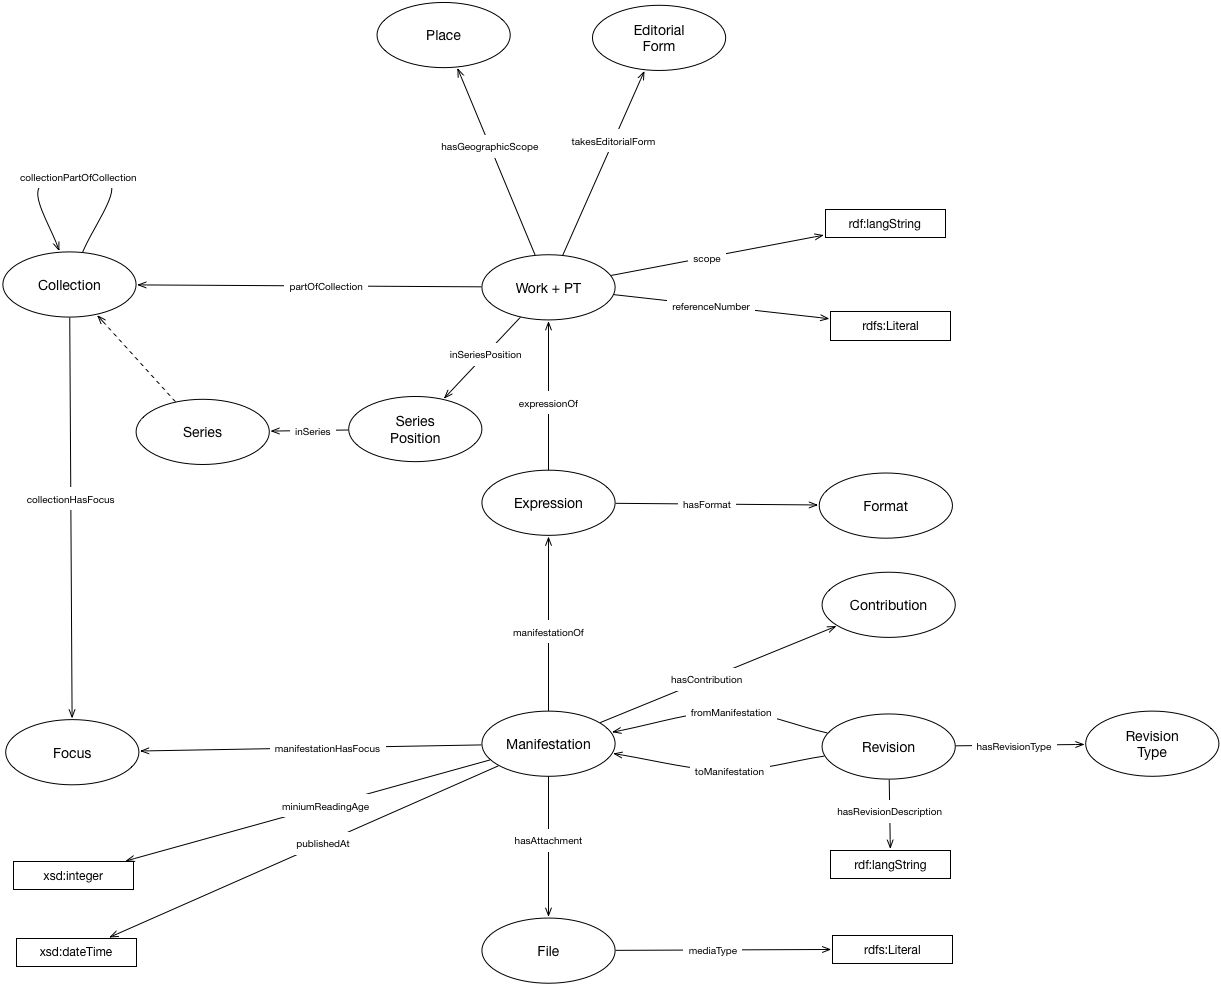 Place
Editorial
Form
hasGeographicScope
takesEditorialForm
collectionPartOfCollection
rdf:langString
scope
Collection
partOfCollection
Work + PT
referenceNumber
rdfs:Literal
inSeriesPosition
expressionOf
Series
inSeries
Series
Position
collectionHasFocus
Expression
hasFormat
Format
Contribution
manifestationOf
hasContribution
fromManifestation
Focus
manifestationHasFocus
Manifestation
Revision
hasRevisionType
Revision
Type
toManifestation
miniumReadingAge
hasRevisionDescription
publishedAt
hasAttachment
xsd:integer
rdf:langString
xsd:dateTime
File
mediaType
rdfs:Literal